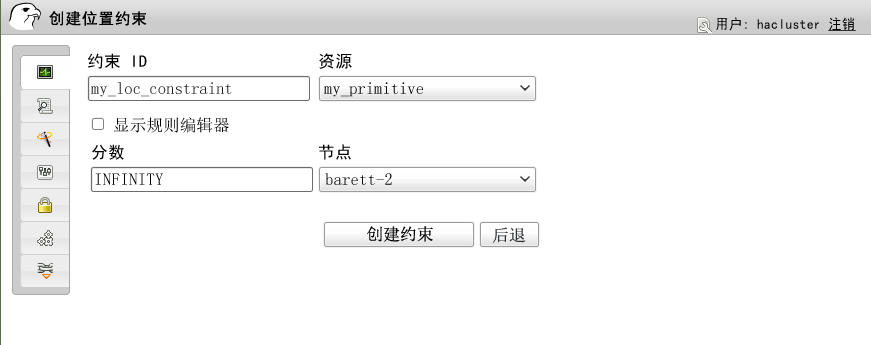 创建位置约束
用户: hacluster 注销
约束 ID 资源
my_loc_constraint my_primitive
显示规则编辑器
分数 节点
INFINITY barett-2
创建约束 后退